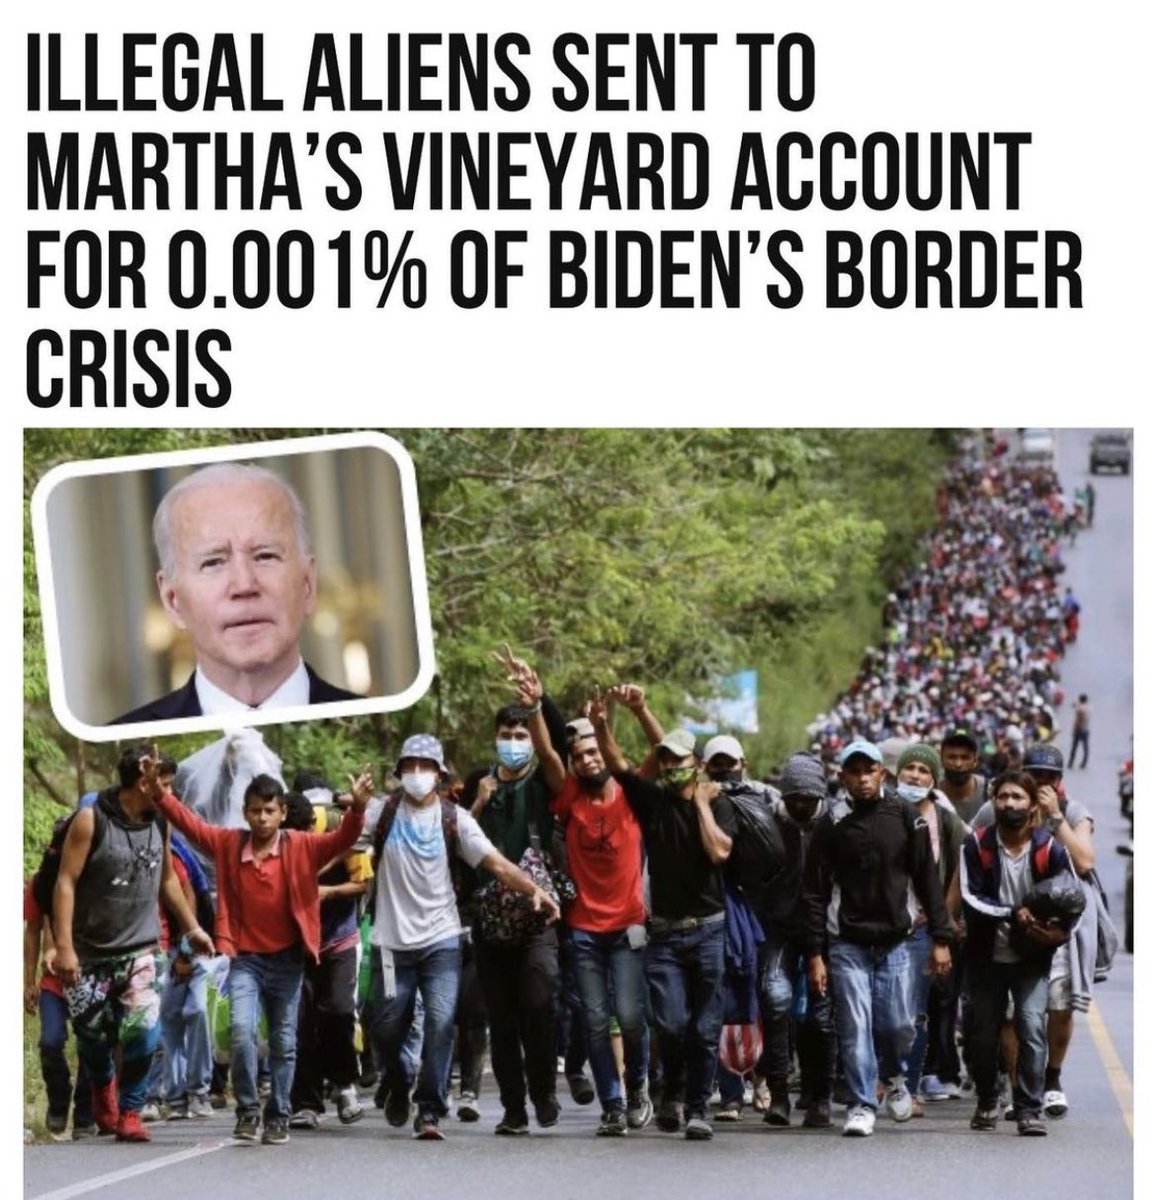 ILLEGAL ALIENS SENT TO
MARTHA'S VINEYARD ACCOUNT
FOR 0.001% OF BIDEN'S BORDER
CRISIS